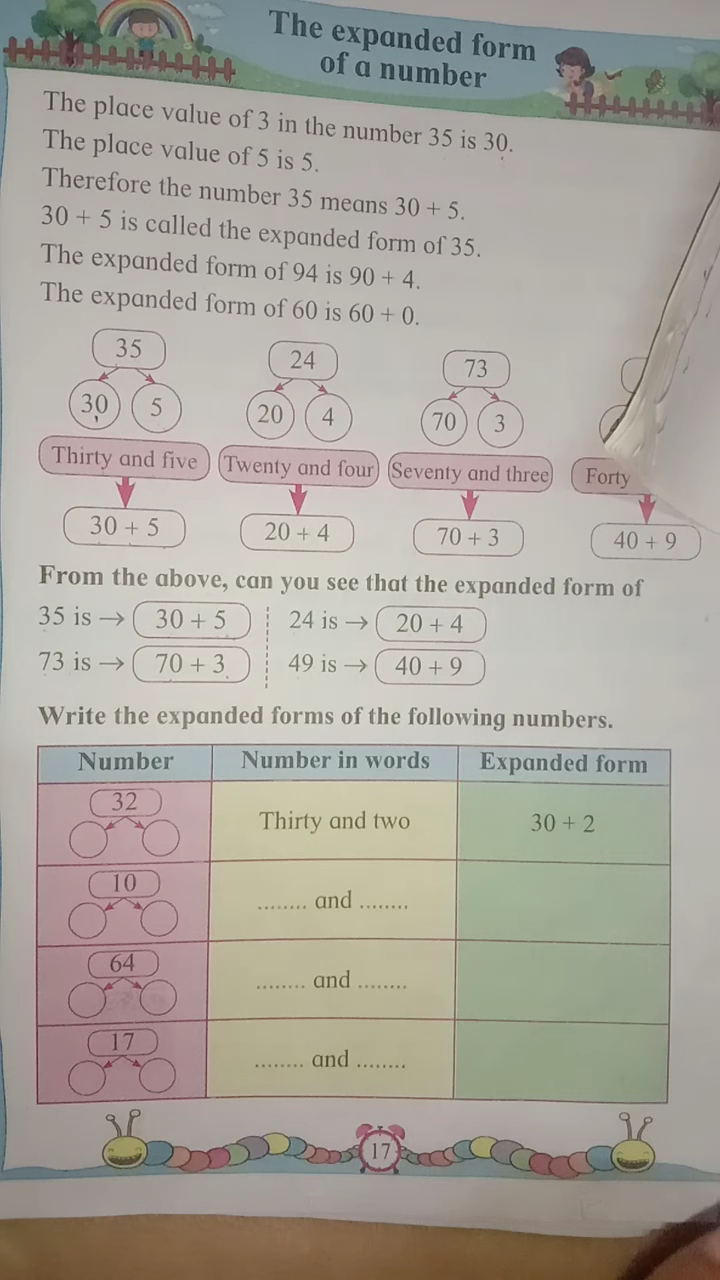 The expanded form
of a number
The place value of 3 in the number 35 is 30.
The place value of 5 is 5.
Therefore the number 35 means 30 + 5.
30 + 5 is called the expanded form of 35.
The expanded form of 94 is 90 + 4.
The expanded form of 60 is 60 + 0.
35 24 73
30 5 20 4 70 3
Thirty and five Twenty and four Seventy and three Forty
30 + 5 20 + 4 70 + 3 40 + 9
From the above, can you see that the expanded form of
35 is → 30 + 5 24 is → 20 + 4
73 is → 70 + 3 49 is → 40 + 9
Write the expanded forms of the following numbers.
Number Number in words Expanded form
32 Thirty and two 30 + 2
10 ........ and ........
64 ........ and ........
17 ........ and ........
17